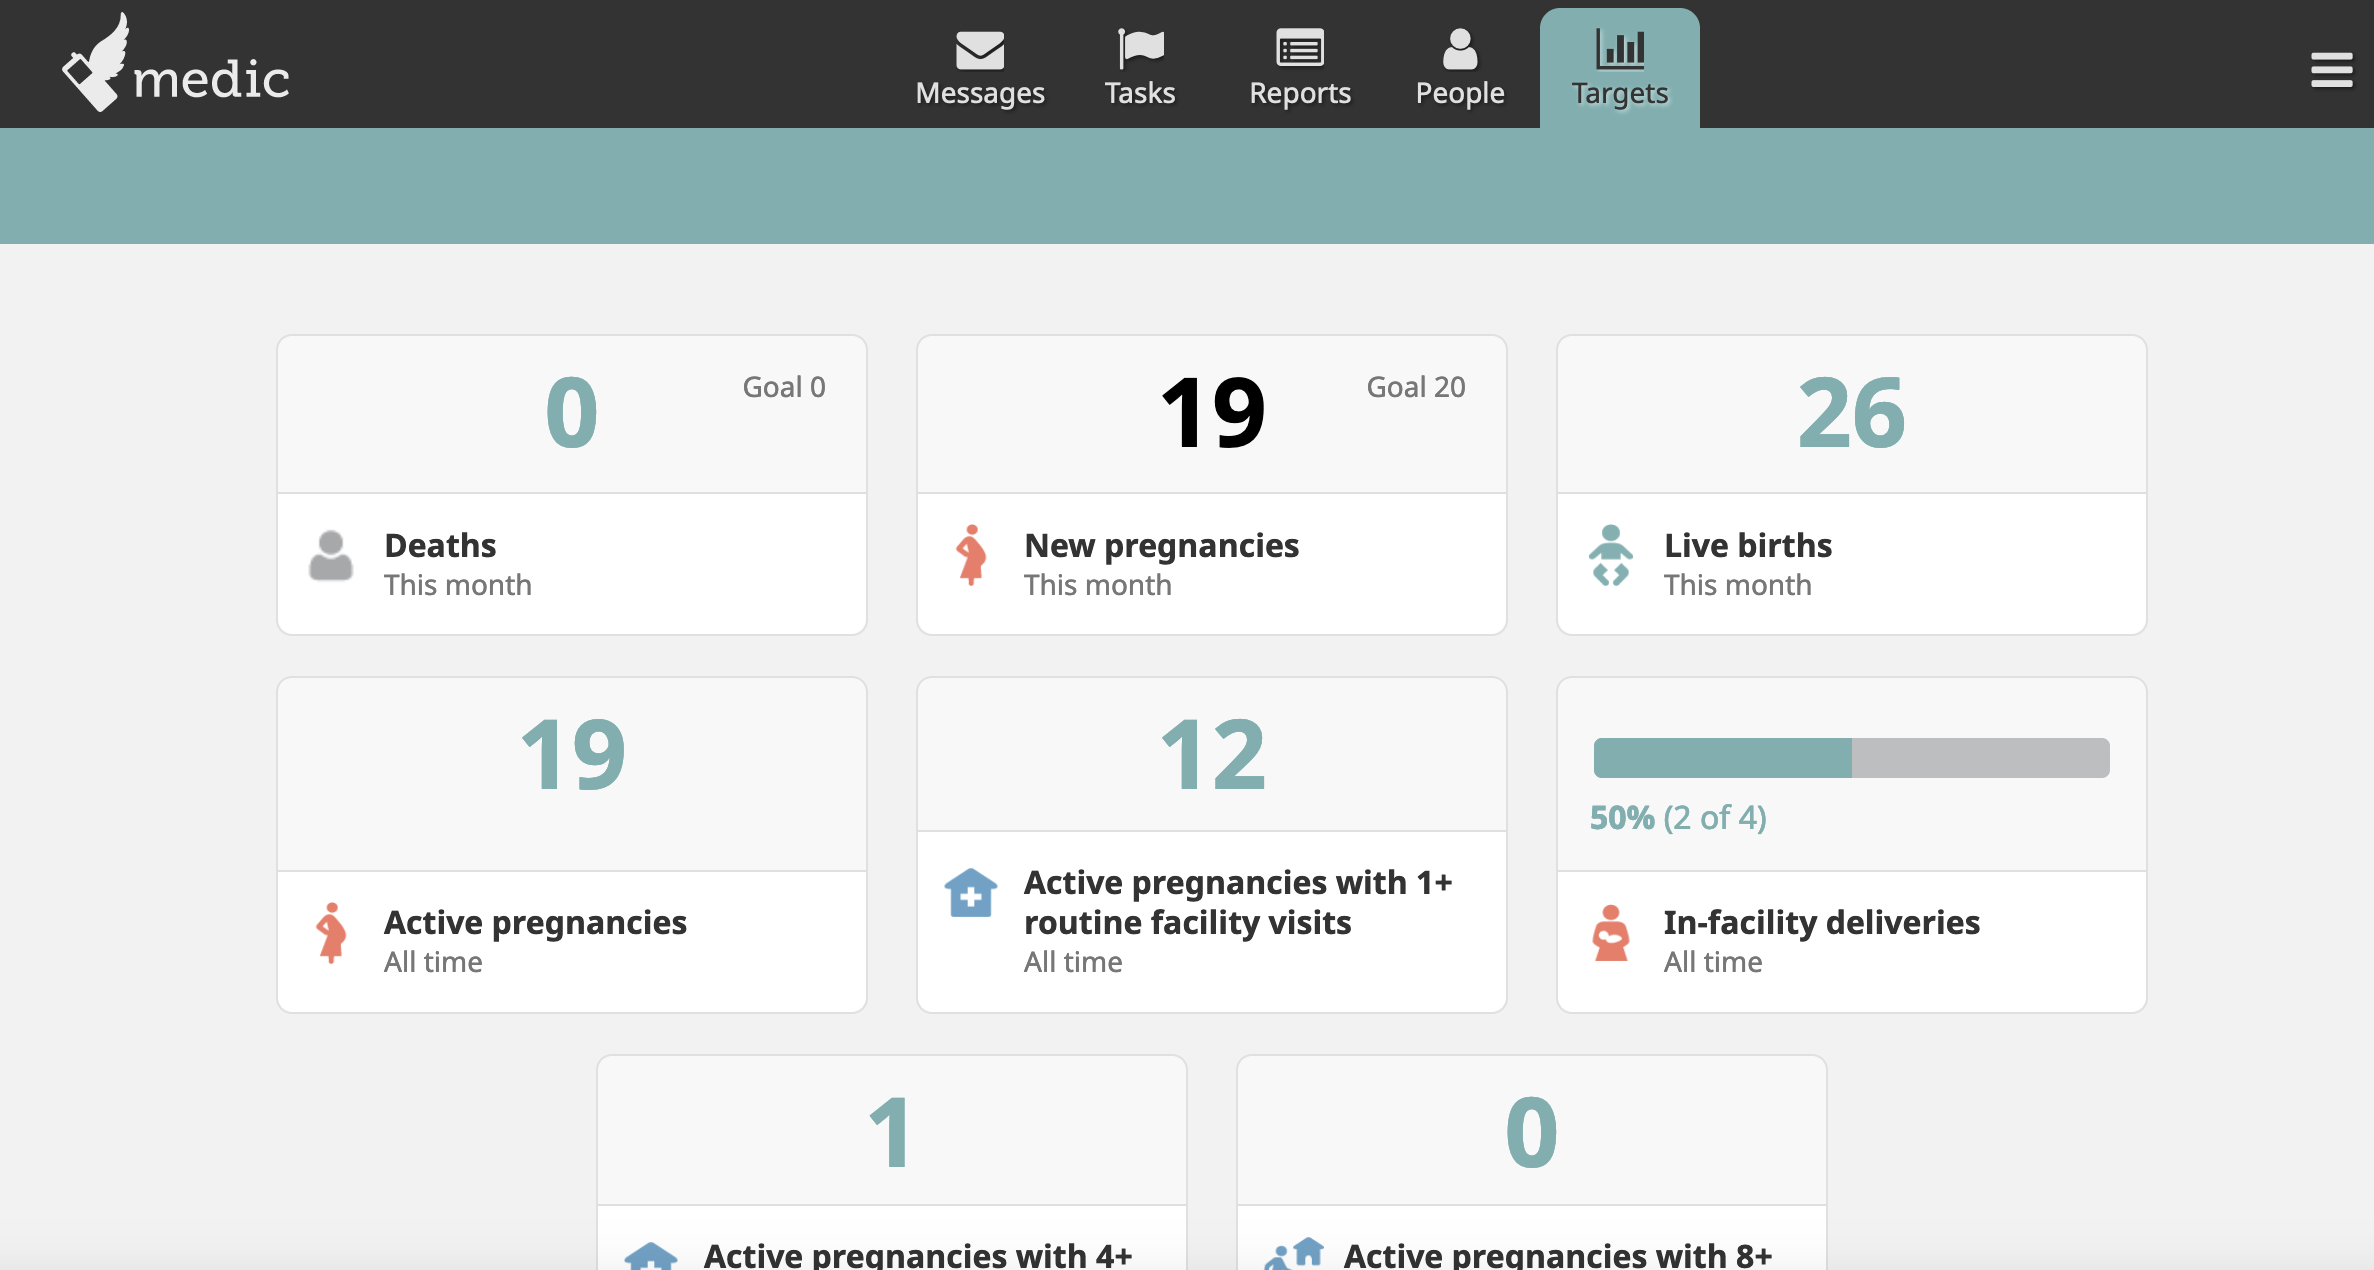 medic
Messages
Tasks
Reports
People
Targets
0
Goal 0
Deaths
This month
19
Goal 20
New pregnancies
This month
26
Live births
This month
19
Active pregnancies
All time
12
Active pregnancies with 1+
routine facility visits
All time
50% (2 of 4)
In-facility deliveries
All time
1
Active pregnancies with 4+
0
Active pregnancies with 8+